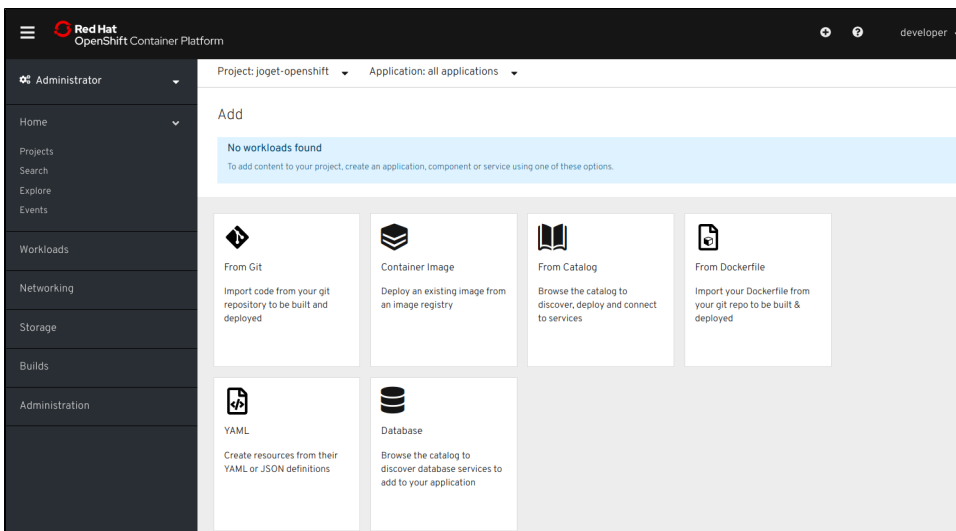 Red Hat
OpenShift Container Platform
developer
Administrator
Project: joget-openshift
Application: all applications
Home
Projects
Search
Explore
Events
Workloads
Networking
Storage
Builds
Administration
Add
No workloads found
To add content to your project, create an application, component or service using one of these options.
From Git
Import code from your git
repository to be built and
deployed
Container Image
Deploy an existing image from
an image registry
From Catalog
Browse the catalog to
discover, deploy and connect
to services
From Dockerfile
Import your Dockerfile from
your git repo to be built &
deployed
YAML
Create resources from their
YAML or JSON definitions
Database
Browse the catalog to
discover database services to
add to your application